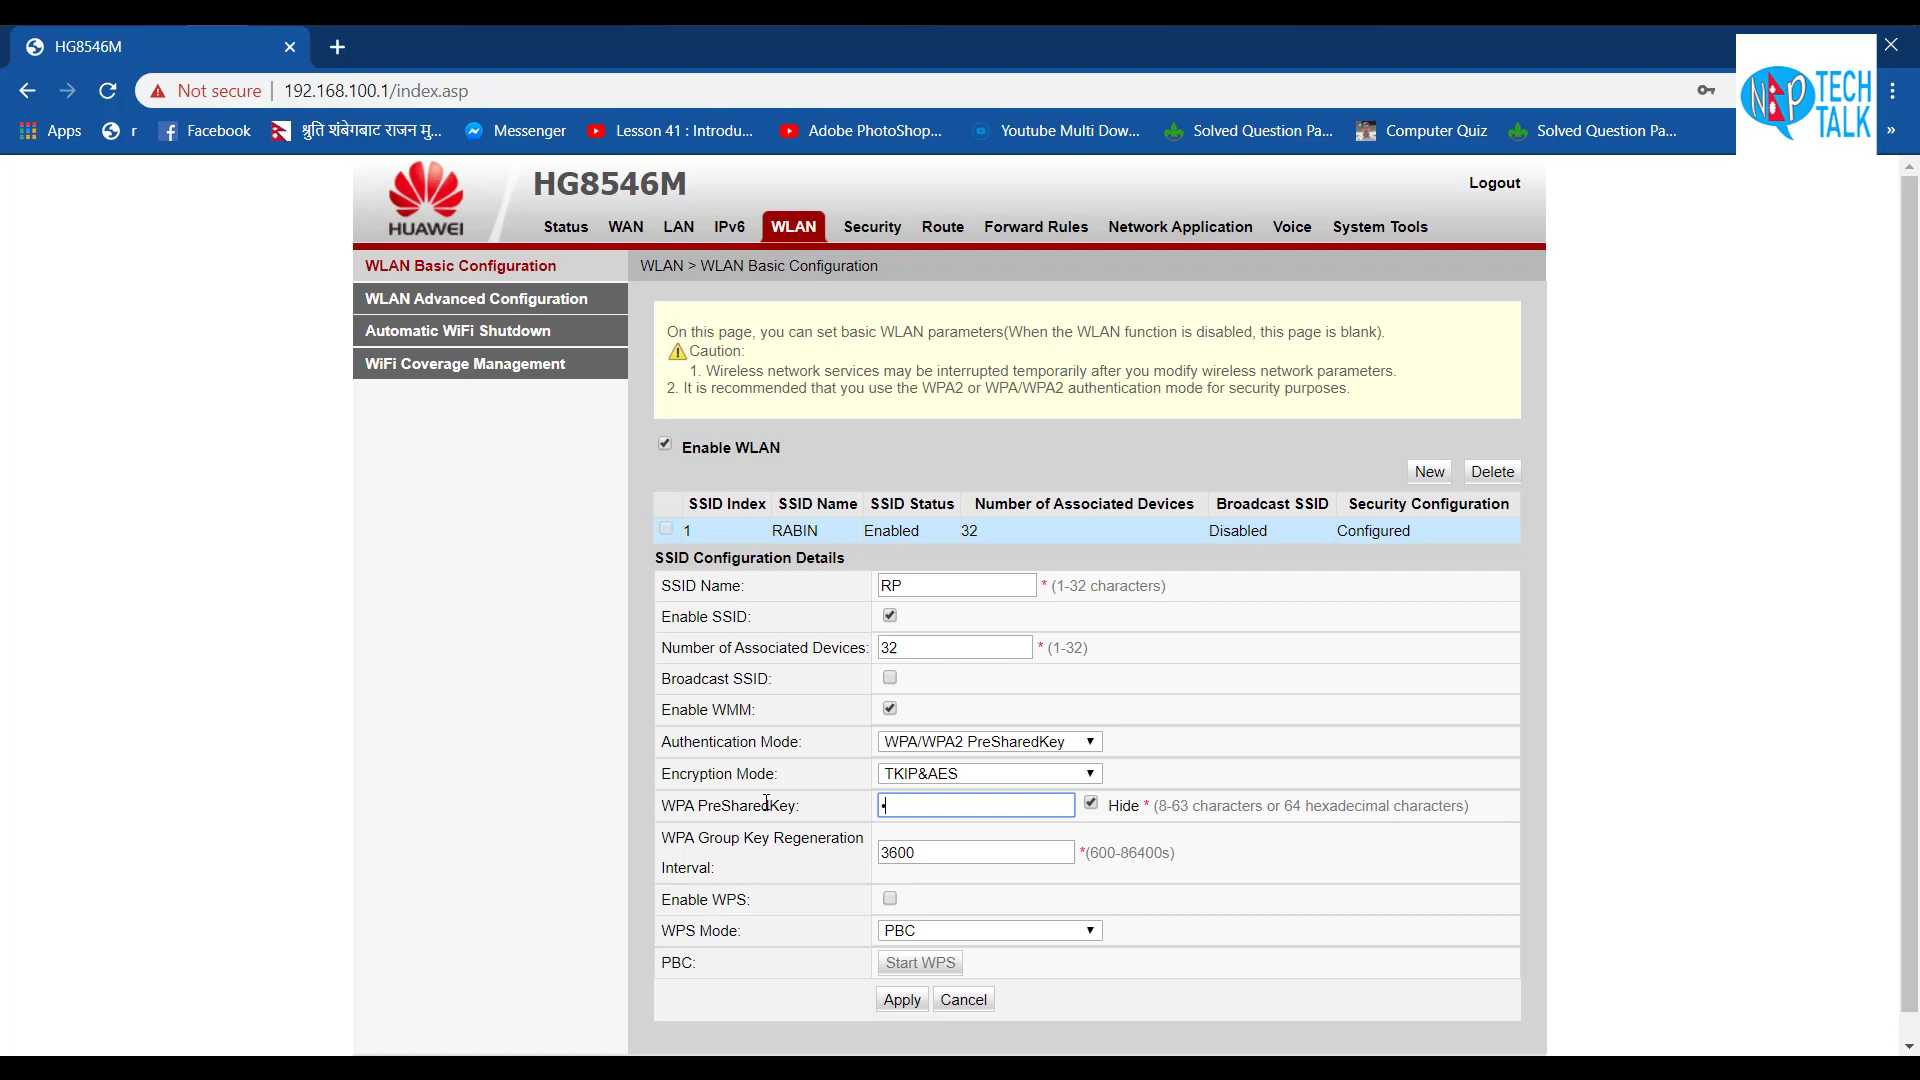 HG8546M
Not secure | 192.168.100.1/index.asp
Apps r Facebook श्रुति शंबेगबाट राजन मु... Messenger Lesson 41 : Introdu... Adobe PhotoShop... Youtube Multi Dow... Solved Question Pa... Computer Quiz Solved Question Pa... »
NEP TECH TALK
HUAWEI
HG8546M
Logout
Status WAN LAN IPv6 WLAN Security Route Forward Rules Network Application Voice System Tools
WLAN Basic Configuration
WLAN Advanced Configuration
Automatic WiFi Shutdown
WiFi Coverage Management
WLAN > WLAN Basic Configuration
On this page, you can set basic WLAN parameters(When the WLAN function is disabled, this page is blank).
Caution:
1. Wireless network services may be interrupted temporarily after you modify wireless network parameters.
2. It is recommended that you use the WPA2 or WPA/WPA2 authentication mode for security purposes.
Enable WLAN
New Delete
SSID Index SSID Name SSID Status Number of Associated Devices Broadcast SSID Security Configuration
1 RABIN Enabled 32 Disabled Configured
SSID Configuration Details
SSID Name: RP * (1-32 characters)
Enable SSID:
Number of Associated Devices: 32 * (1-32)
Broadcast SSID:
Enable WMM:
Authentication Mode: WPA/WPA2 PreSharedKey
Encryption Mode: TKIP&AES
WPA PreSharedKey: • Hide * (8-63 characters or 64 hexadecimal characters)
WPA Group Key Regeneration
Interval: 3600 *(600-86400s)
Enable WPS:
WPS Mode: PBC
PBC: Start WPS
Apply Cancel